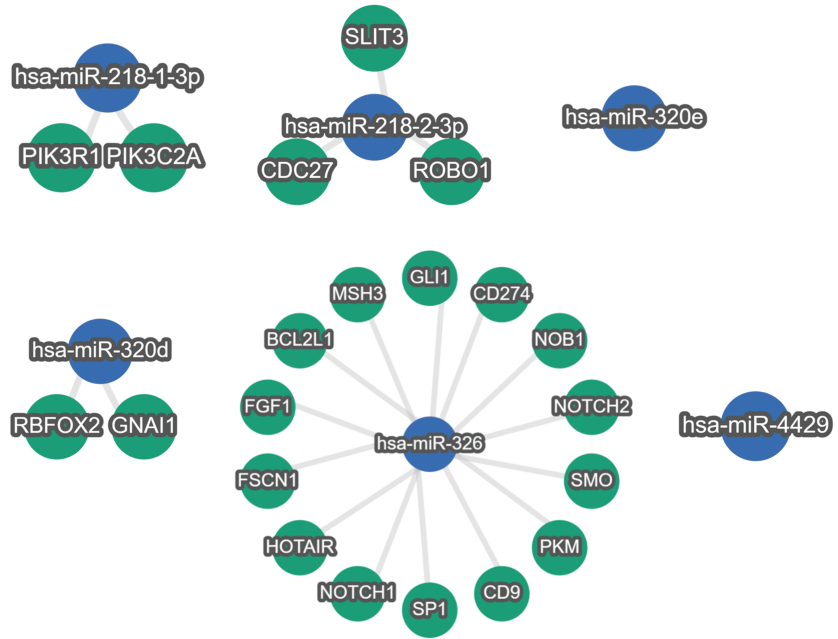 SLIT3
hsa-miR-218-1-3p
hsa-miR-218-2-3p
hsa-miR-320e
PIK3R1
PIK3C2A
CDC27
ROBO1
GLI1
MSH3
CD274
BCL2L1
NOB1
hsa-miR-320d
FGF1
NOTCH2
RBFOX2
GNAI1
hsa-miR-326
hsa-miR-4429
FSCN1
SMO
HOTAIR
PKM
NOTCH1
CD9
SP1